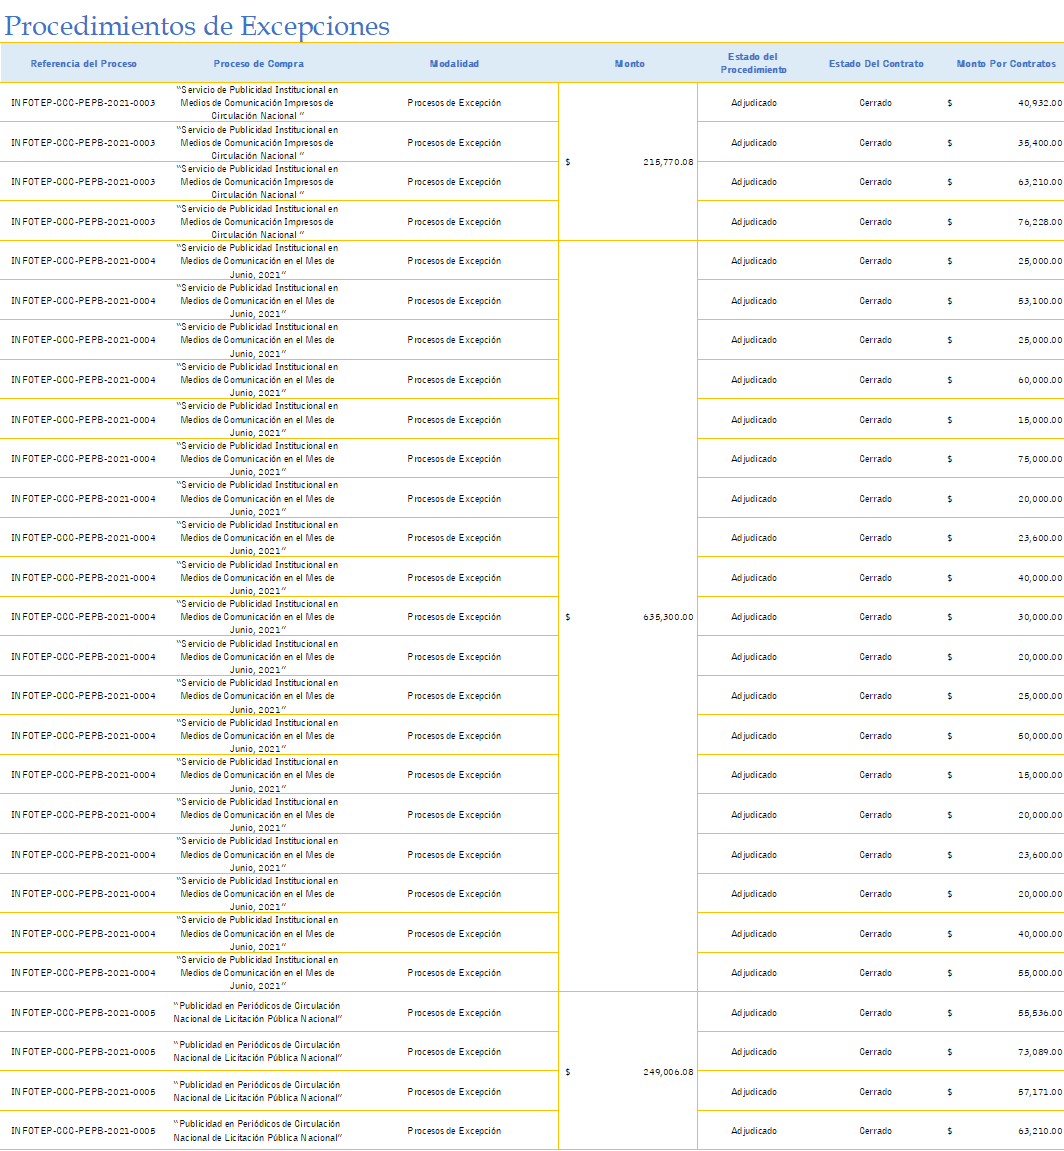 Procedimientos de Excepciones
Referencia del Proceso Proceso de Compra Modalidad Monto Estado del Procedimiento Estado Del Contrato Monto Por Contratos
INFOTEP-CCC-PEPB-2021-0003 “Servicio de Publicidad Institucional en Medios de Comunicación Impresos de Circulación Nacional “ Procesos de Excepción $ 215,770.08 Adjudicado Cerrado $ 40,932.00
INFOTEP-CCC-PEPB-2021-0003 “Servicio de Publicidad Institucional en Medios de Comunicación Impresos de Circulación Nacional “ Procesos de Excepción Adjudicado Cerrado $ 35,400.00
INFOTEP-CCC-PEPB-2021-0003 “Servicio de Publicidad Institucional en Medios de Comunicación Impresos de Circulación Nacional “ Procesos de Excepción Adjudicado Cerrado $ 63,210.00
INFOTEP-CCC-PEPB-2021-0003 “Servicio de Publicidad Institucional en Medios de Comunicación Impresos de Circulación Nacional “ Procesos de Excepción Adjudicado Cerrado $ 76,228.00
INFOTEP-CCC-PEPB-2021-0004 “Servicio de Publicidad Institucional en Medios de Comunicación en el Mes de Junio, 2021” Procesos de Excepción $ 635,300.00 Adjudicado Cerrado $ 25,000.00
INFOTEP-CCC-PEPB-2021-0004 “Servicio de Publicidad Institucional en Medios de Comunicación en el Mes de Junio, 2021” Procesos de Excepción Adjudicado Cerrado $ 53,100.00
INFOTEP-CCC-PEPB-2021-0004 “Servicio de Publicidad Institucional en Medios de Comunicación en el Mes de Junio, 2021” Procesos de Excepción Adjudicado Cerrado $ 25,000.00
INFOTEP-CCC-PEPB-2021-0004 “Servicio de Publicidad Institucional en Medios de Comunicación en el Mes de Junio, 2021” Procesos de Excepción Adjudicado Cerrado $ 60,000.00
INFOTEP-CCC-PEPB-2021-0004 “Servicio de Publicidad Institucional en Medios de Comunicación en el Mes de Junio, 2021” Procesos de Excepción Adjudicado Cerrado $ 15,000.00
INFOTEP-CCC-PEPB-2021-0004 “Servicio de Publicidad Institucional en Medios de Comunicación en el Mes de Junio, 2021” Procesos de Excepción Adjudicado Cerrado $ 75,000.00
INFOTEP-CCC-PEPB-2021-0004 “Servicio de Publicidad Institucional en Medios de Comunicación en el Mes de Junio, 2021” Procesos de Excepción Adjudicado Cerrado $ 20,000.00
INFOTEP-CCC-PEPB-2021-0004 “Servicio de Publicidad Institucional en Medios de Comunicación en el Mes de Junio, 2021” Procesos de Excepción Adjudicado Cerrado $ 23,600.00
INFOTEP-CCC-PEPB-2021-0004 “Servicio de Publicidad Institucional en Medios de Comunicación en el Mes de Junio, 2021” Procesos de Excepción Adjudicado Cerrado $ 40,000.00
INFOTEP-CCC-PEPB-2021-0004 “Servicio de Publicidad Institucional en Medios de Comunicación en el Mes de Junio, 2021” Procesos de Excepción Adjudicado Cerrado $ 30,000.00
INFOTEP-CCC-PEPB-2021-0004 “Servicio de Publicidad Institucional en Medios de Comunicación en el Mes de Junio, 2021” Procesos de Excepción Adjudicado Cerrado $ 20,000.00
INFOTEP-CCC-PEPB-2021-0004 “Servicio de Publicidad Institucional en Medios de Comunicación en el Mes de Junio, 2021” Procesos de Excepción Adjudicado Cerrado $ 25,000.00
INFOTEP-CCC-PEPB-2021-0004 “Servicio de Publicidad Institucional en Medios de Comunicación en el Mes de Junio, 2021” Procesos de Excepción Adjudicado Cerrado $ 50,000.00
INFOTEP-CCC-PEPB-2021-0004 “Servicio de Publicidad Institucional en Medios de Comunicación en el Mes de Junio, 2021” Procesos de Excepción Adjudicado Cerrado $ 15,000.00
INFOTEP-CCC-PEPB-2021-0004 “Servicio de Publicidad Institucional en Medios de Comunicación en el Mes de Junio, 2021” Procesos de Excepción Adjudicado Cerrado $ 20,000.00
INFOTEP-CCC-PEPB-2021-0004 “Servicio de Publicidad Institucional en Medios de Comunicación en el Mes de Junio, 2021” Procesos de Excepción Adjudicado Cerrado $ 23,600.00
INFOTEP-CCC-PEPB-2021-0004 “Servicio de Publicidad Institucional en Medios de Comunicación en el Mes de Junio, 2021” Procesos de Excepción Adjudicado Cerrado $ 20,000.00
INFOTEP-CCC-PEPB-2021-0004 “Servicio de Publicidad Institucional en Medios de Comunicación en el Mes de Junio, 2021” Procesos de Excepción Adjudicado Cerrado $ 40,000.00
INFOTEP-CCC-PEPB-2021-0004 “Servicio de Publicidad Institucional en Medios de Comunicación en el Mes de Junio, 2021” Procesos de Excepción Adjudicado Cerrado $ 55,000.00
INFOTEP-CCC-PEPB-2021-0005 “Publicidad en Periódicos de Circulación Nacional de Licitación Pública Nacional” Procesos de Excepción $ 249,006.08 Adjudicado Cerrado $ 55,536.00
INFOTEP-CCC-PEPB-2021-0005 “Publicidad en Periódicos de Circulación Nacional de Licitación Pública Nacional” Procesos de Excepción Adjudicado Cerrado $ 73,089.00
INFOTEP-CCC-PEPB-2021-0005 “Publicidad en Periódicos de Circulación Nacional de Licitación Pública Nacional” Procesos de Excepción Adjudicado Cerrado $ 57,171.00
INFOTEP-CCC-PEPB-2021-0005 “Publicidad en Periódicos de Circulación Nacional de Licitación Pública Nacional” Procesos de Excepción Adjudicado Cerrado $ 63,210.00